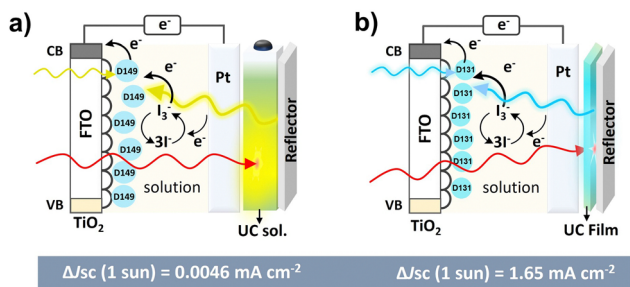 a)
e-
CB
e-
D149
e-
Pt
D149
I3-
FTO
D149
3I-
e-
Reflector
D149
D149
solution
D149
VB
TiO2
UC sol.
ΔJsc (1 sun) = 0.0046 mA cm-2
b)
e-
CB
e-
D131
e-
Pt
D131
I3-
FTO
D131
3I-
e-
Reflector
D131
D131
solution
D131
VB
TiO2
UC Film
ΔJsc (1 sun) = 1.65 mA cm-2